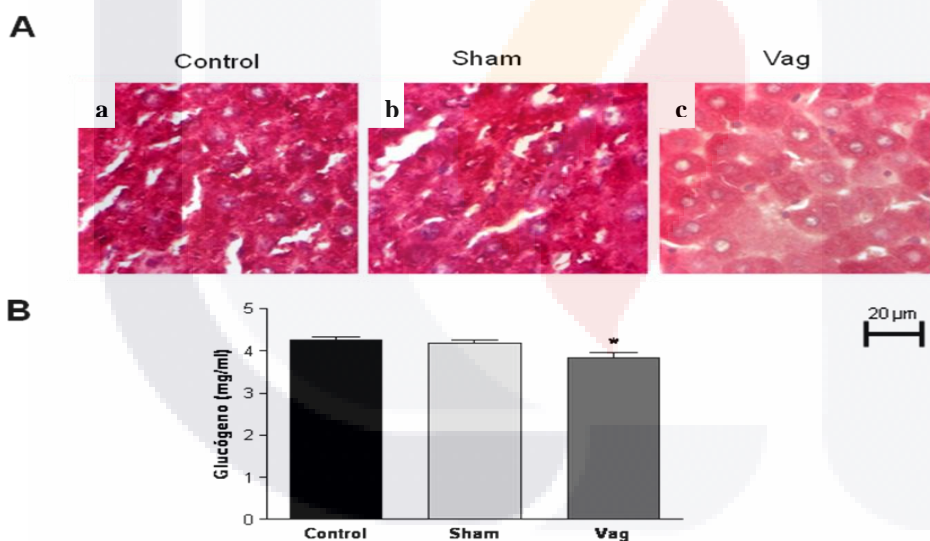 A
Control Sham Vag
a b c
B
20 µm
Glucógeno (mg/ml)
5
4
3
2
1
0
*
Control Sham Vag